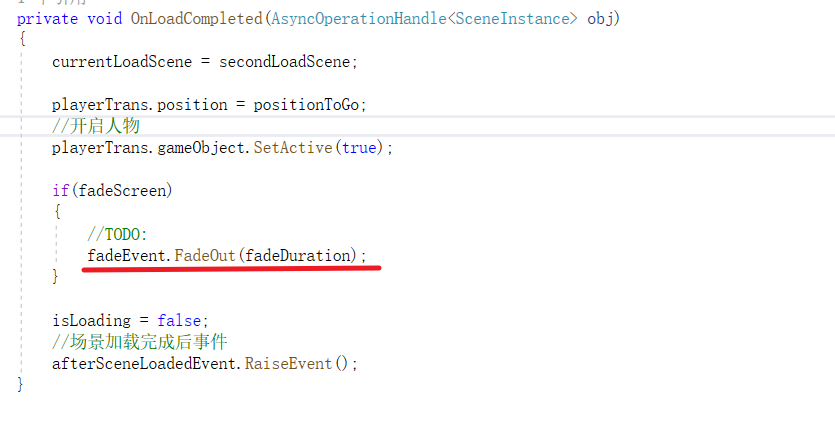 private void OnLoadCompleted(AsyncOperationHandle<SceneInstance> obj)
{
currentLoadScene = secondLoadScene;
playerTrans.position = positionToGo;
//开启人物
playerTrans.gameObject.SetActive(true);
if(fadeScreen)
{
//TODO:
fadeEvent.FadeOut(fadeDuration);
}
isLoading = false;
//场景加载完成后事件
afterSceneLoadedEvent.RaiseEvent();
}